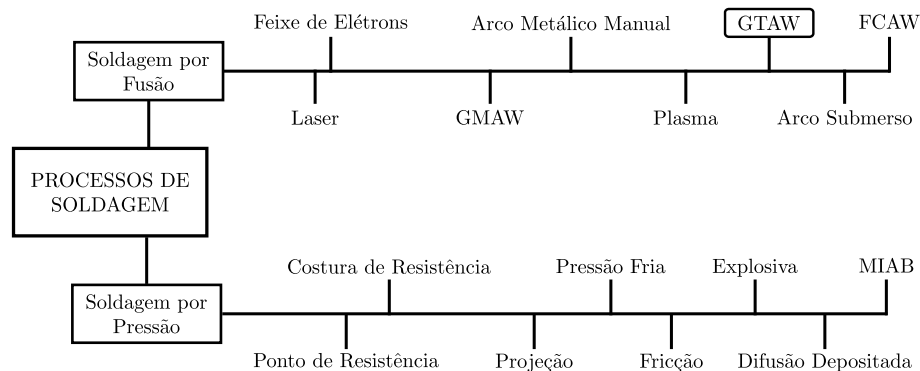 Feixe de Elétrons
Arco Metálico Manual
GTAW
FCAW
Soldagem por
Fusão
Laser
GMAW
Plasma
Arco Submerso
PROCESSOS DE
SOLDAGEM
Costura de Resistência
Pressão Fria
Explosiva
MIAB
Soldagem por
Pressão
Ponto de Resistência
Projeção
Fricção
Difusão Depositada